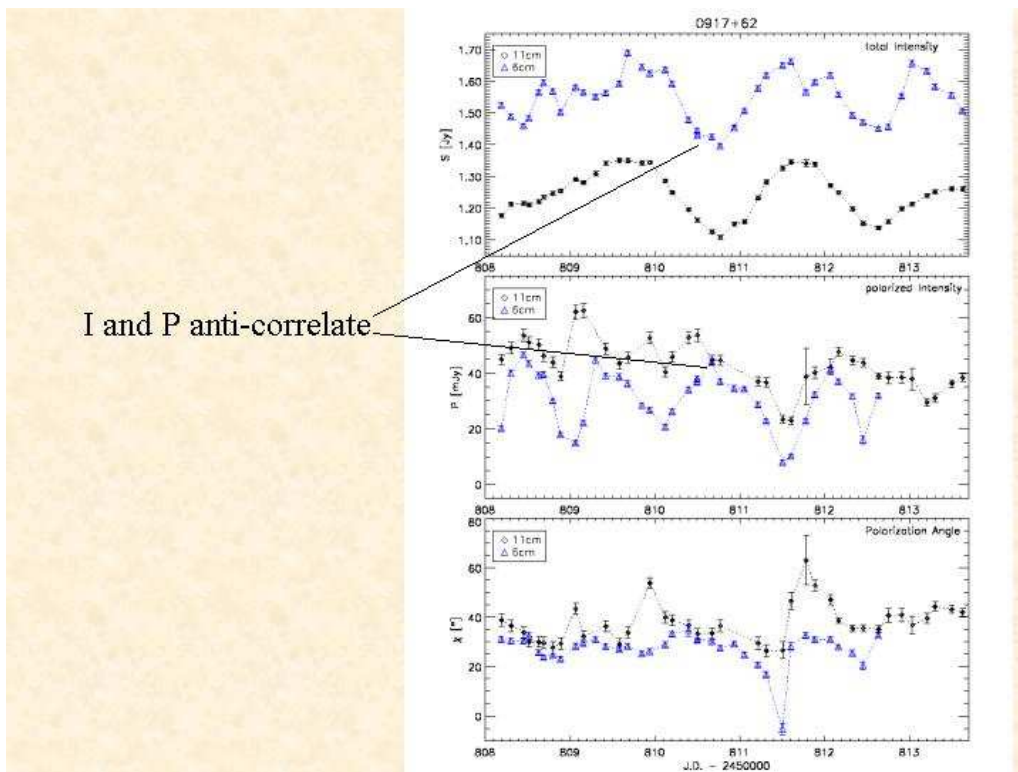 0917+62
total Intensity
11cm
6cm
S [Jy]
1.70
1.60
1.50
1.40
1.30
1.20
1.10
808 809 810 811 812 813
I and P anti-correlate
polarized Intensity
11cm
6cm
P [mJy]
60
40
20
0
808 809 810 811 812 813
Polarization Angle
11cm
6cm
χ [°]
80
60
40
20
0
808 809 810 811 812 813
J.D. - 2450000